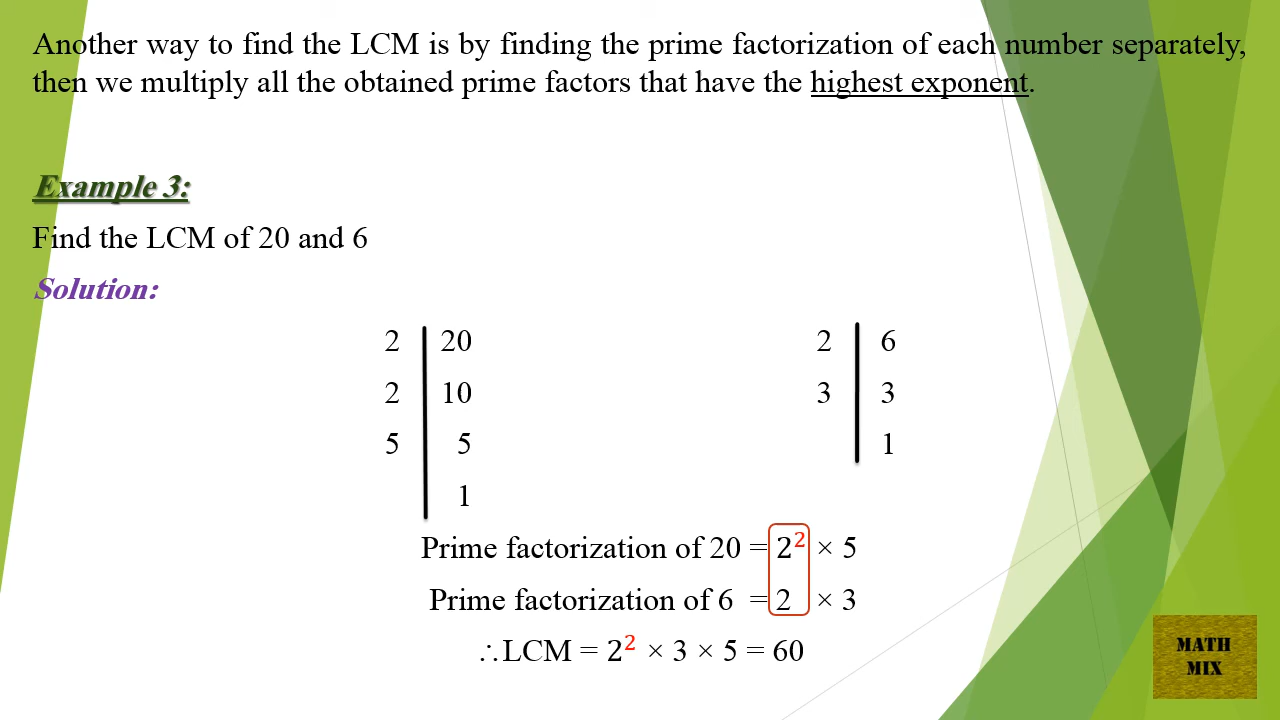 Another way to find the LCM is by finding the prime factorization of each number separately,
then we multiply all the obtained prime factors that have the highest exponent.
Example 3:
Find the LCM of 20 and 6
Solution:
2 | 20
2 | 10
5 | 5
1
2 | 6
3 | 3
1
Prime factorization of 20 = 2² × 5
Prime factorization of 6 = 2 × 3
∴LCM = 2² × 3 × 5 = 60
MATH
MIX